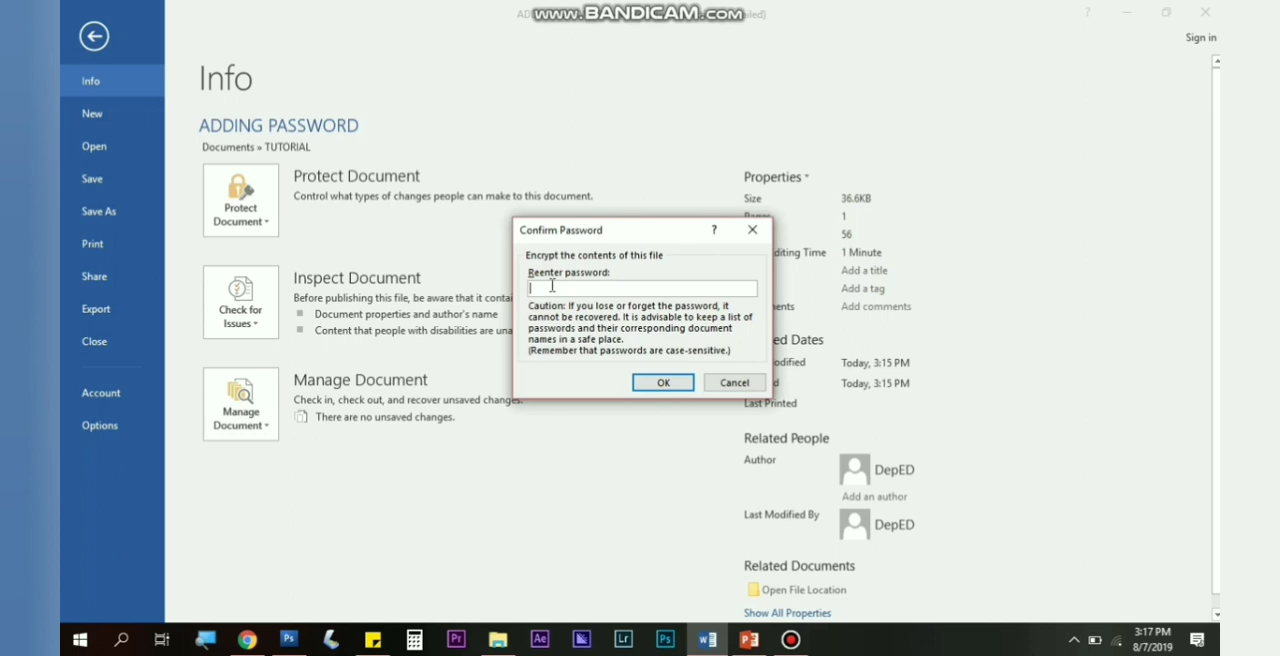 AD
www.BANDICAM.com
iled)
Sign in
Info
New
Open
Save
Save As
Print
Share
Export
Close
Account
Options
Info
ADDING PASSWORD
Documents » TUTORIAL
Protect
Document
Protect Document
Control what types of changes people can make to this document.
Check for
Issues
Inspect Document
Before publishing this file, be aware that it contai
Document properties and author's name
Content that people with disabilities are una
Manage
Document
Manage Document
Check in, check out, and recover unsaved changes.
There are no unsaved changes.
Confirm Password
?
Encrypt the contents of this file
Reenter password:
Caution: If you lose or forget the password, it
cannot be recovered. It is advisable to keep a list of
passwords and their corresponding document
names in a safe place.
(Remember that passwords are case-sensitive.)
OK
Cancel
Properties
Size 36.6KB
Pages 1
56
diting Time 1 Minute
Add a title
Add a tag
ents Add comments
ed Dates
odified Today, 3:15 PM
d Today, 3:15 PM
Last Printed
Related People
Author
DepED
Add an author
Last Modified By
DepED
Related Documents
Open File Location
Show All Properties
Ps
Pr
Ae
Lr
Ps
3:17 PM
8/7/2019